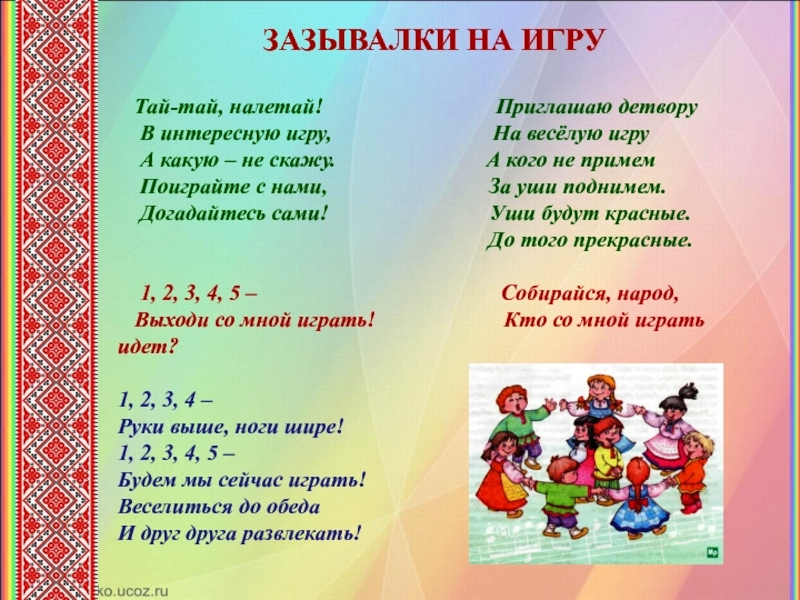 ЗАЗЫВАЛКИ НА ИГРУ
Тай-тай, налетай!
В интересную игру,
А какую – не скажу.
Поиграйте с нами,
Догадайтесь сами!
Приглашаю детвору
На весёлую игру
А кого не примем
За уши поднимем.
Уши будут красные.
До того прекрасные.
1, 2, 3, 4, 5 –
Выходи со мной играть!
Собирайся, народ,
Кто со мной играть
идет?
1, 2, 3, 4 –
Руки выше, ноги шире!
1, 2, 3, 4, 5 –
Будем мы сейчас играть!
Веселиться до обеда
И друг друга развлекать!
Мр
ko.ucoz.ru